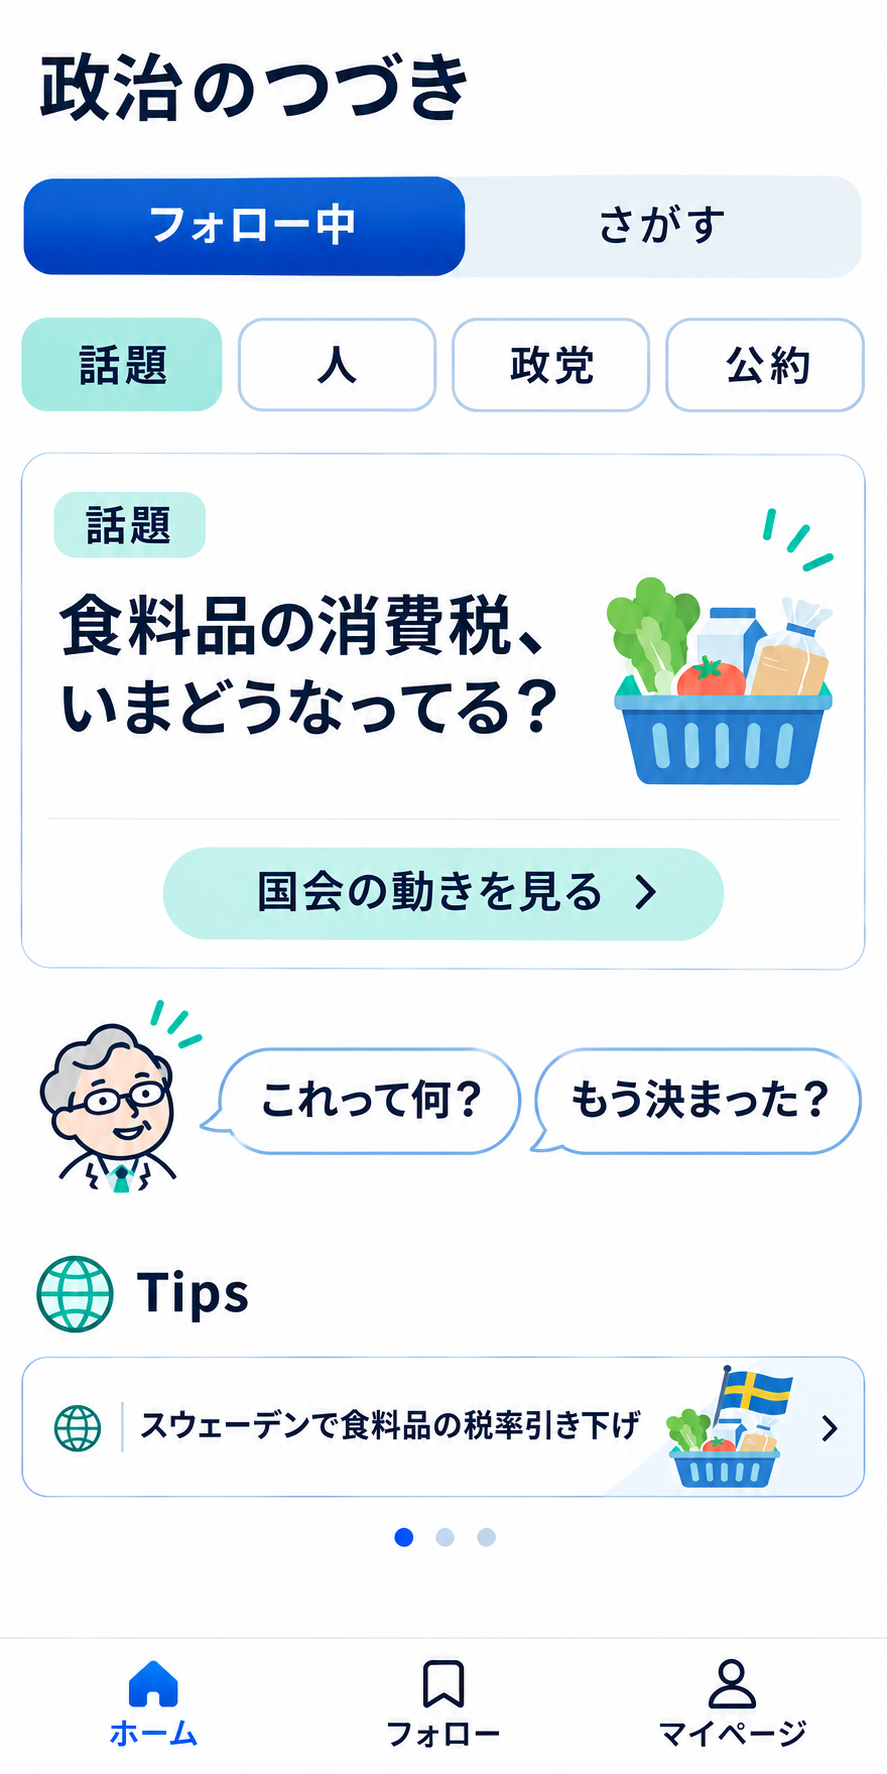 政治のつづき
フォロー中
さがす
話題
人
政党
公約
話題
食料品の消費税、
いまどうなってる？
国会の動きを見る
これって何？
もう決まった？
Tips
スウェーデンで食料品の税率引き下げ
ホーム
フォロー
マイページ